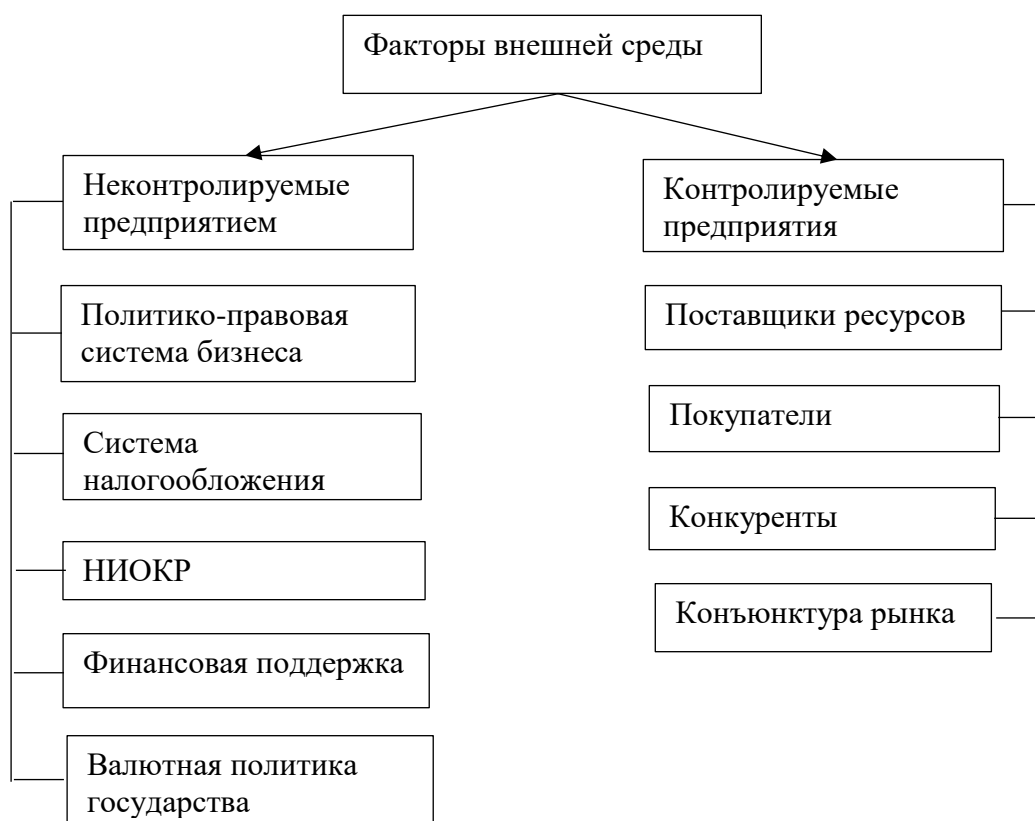 Факторы внешней среды
Неконтролируемые
предприятием
Политико-правовая
система бизнеса
Система
налогообложения
НИОКР
Финансовая поддержка
Валютная политика
государства
Контролируемые
предприятия
Поставщики ресурсов
Покупатели
Конкуренты
Конъюнктура рынка